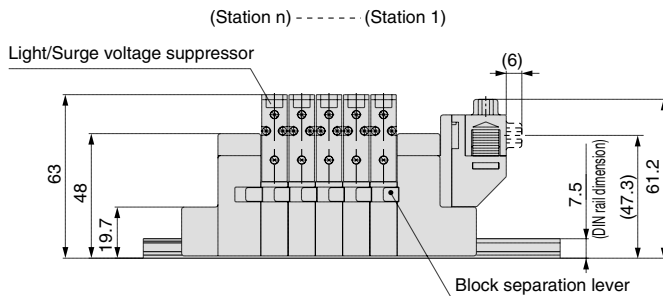 (Station n) ------- (Station 1)
Light/Surge voltage suppressor
(6)
63
48
19.7
7.5
(DIN rail dimension)
(47.3)
61.2
Block separation lever